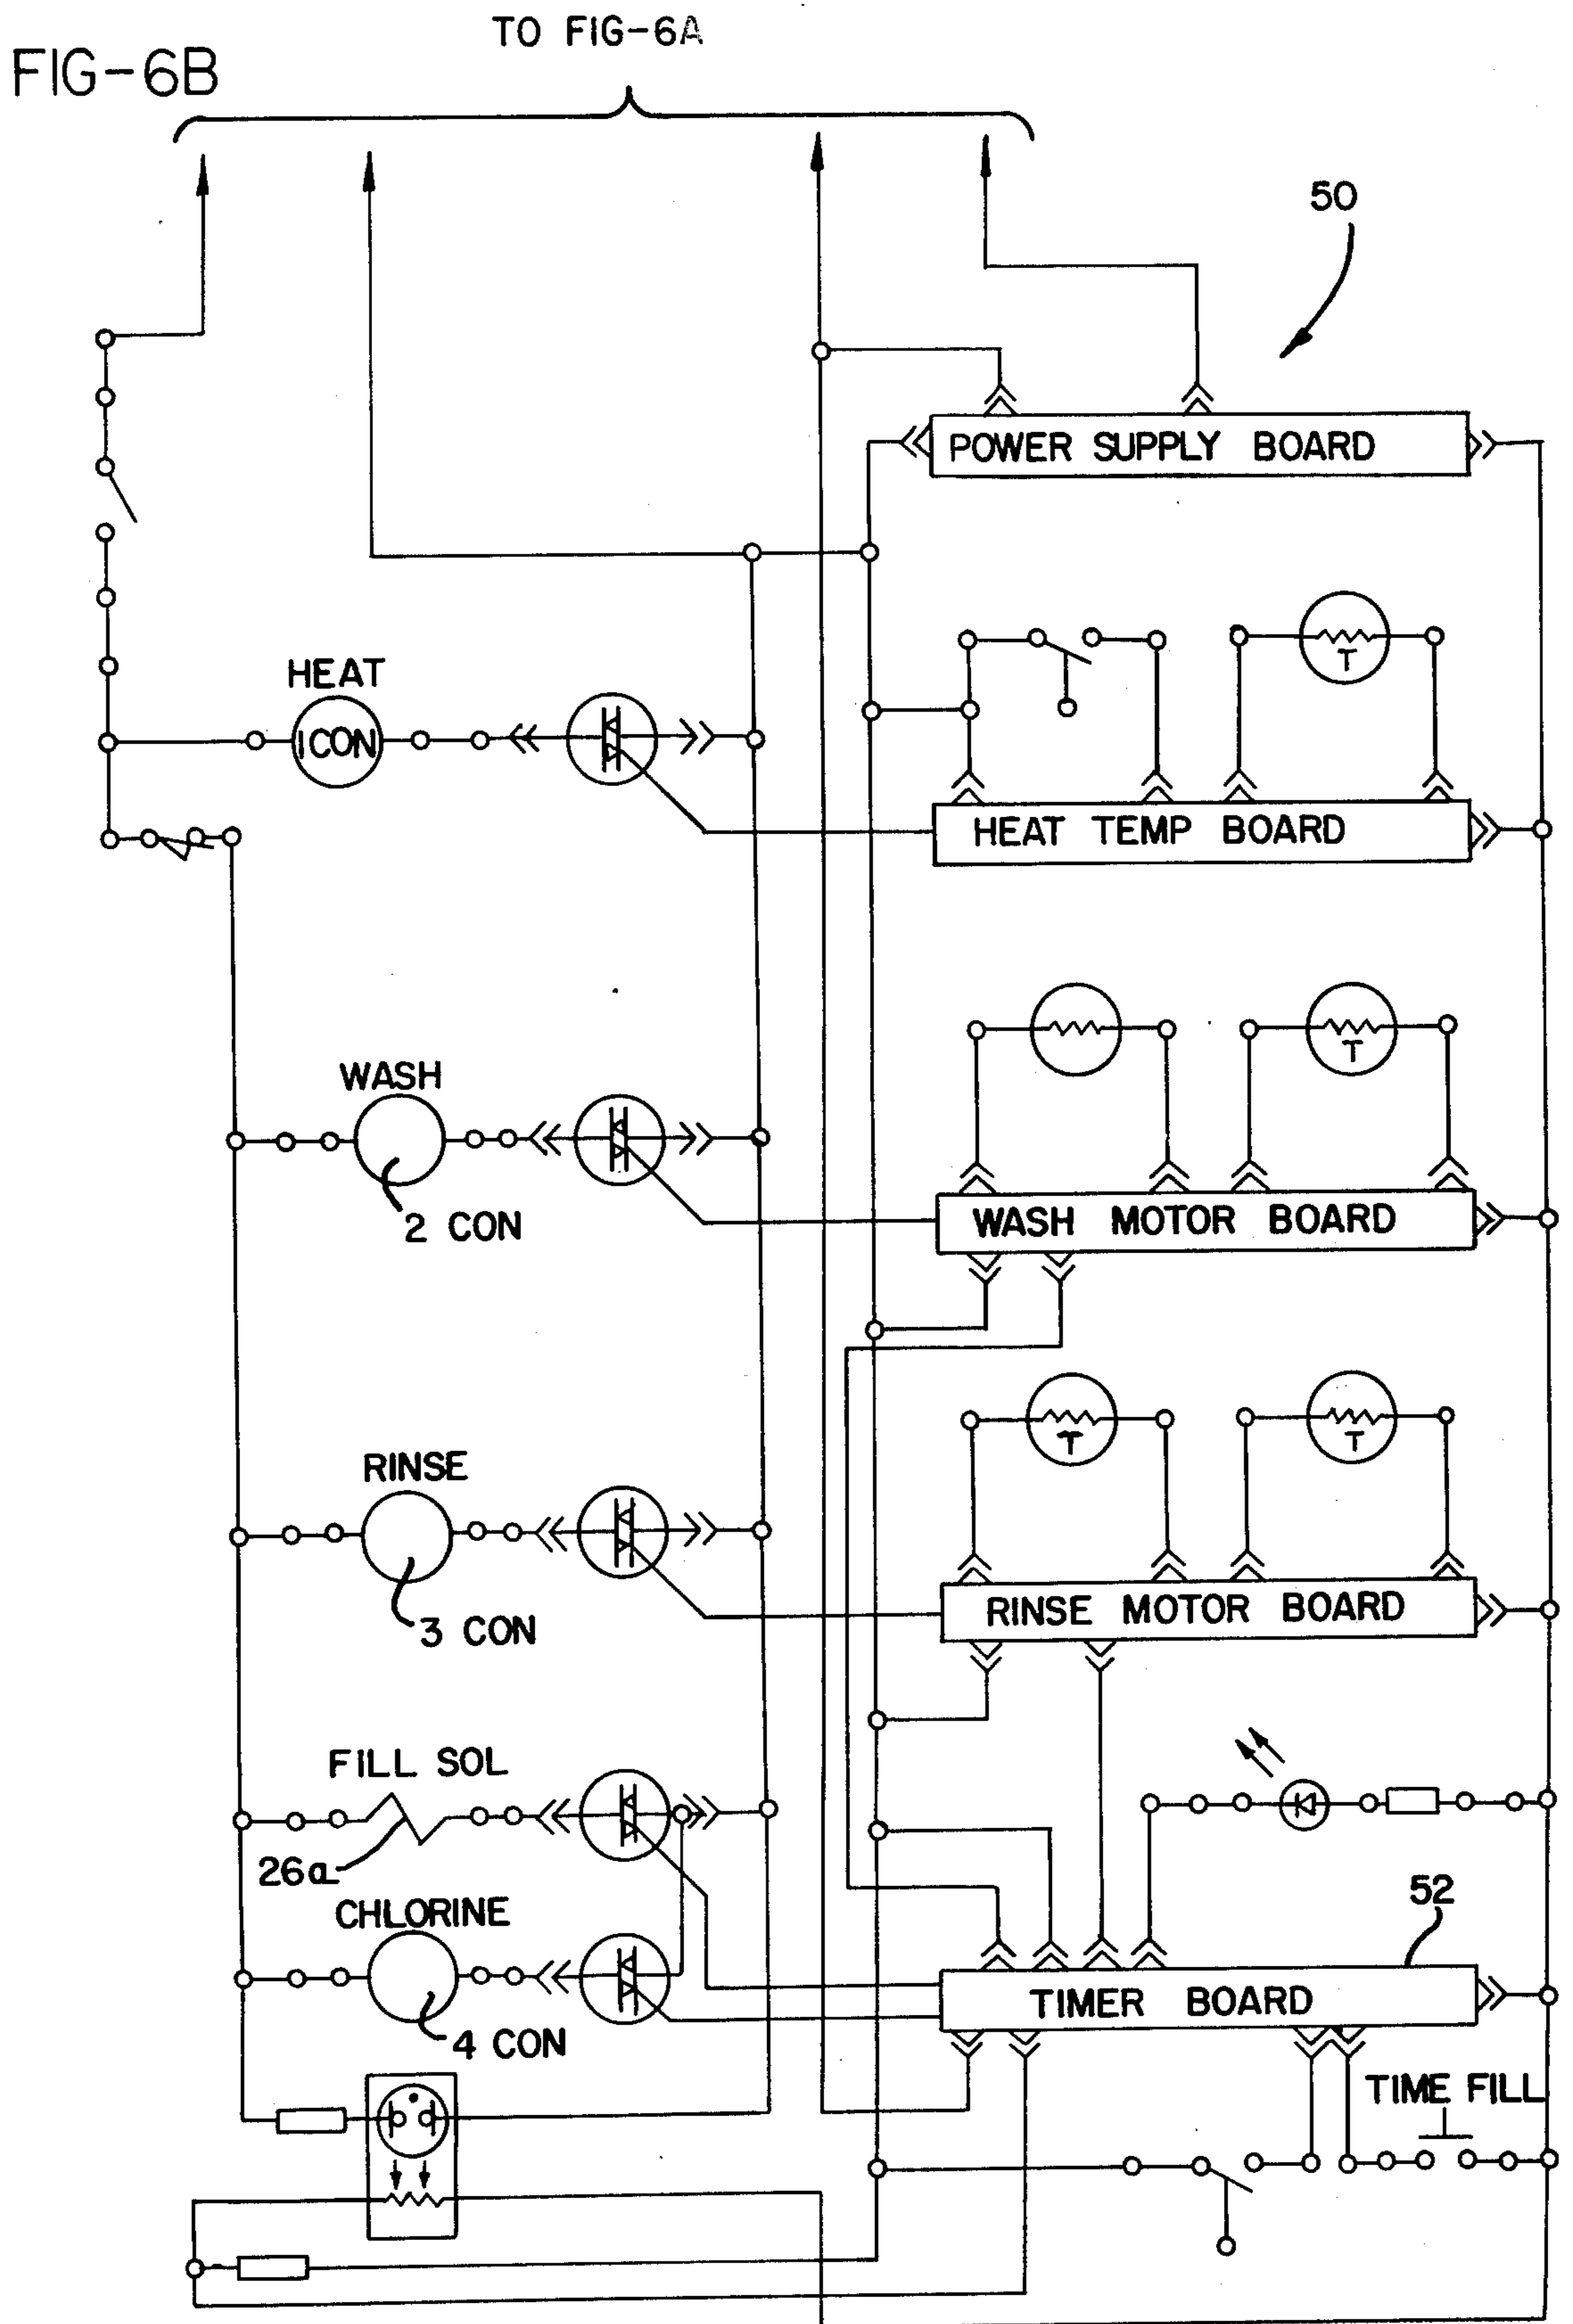 TO FIG-6A
FIG-6B
50
POWER SUPPLY BOARD
T
HEAT
1CON
HEAT TEMP BOARD
T
WASH
2 CON
WASH MOTOR BOARD
T
T
RINSE
3 CON
RINSE MOTOR BOARD
FILL SOL
26a
52
CHLORINE
TIMER BOARD
4 CON
TIME FILL